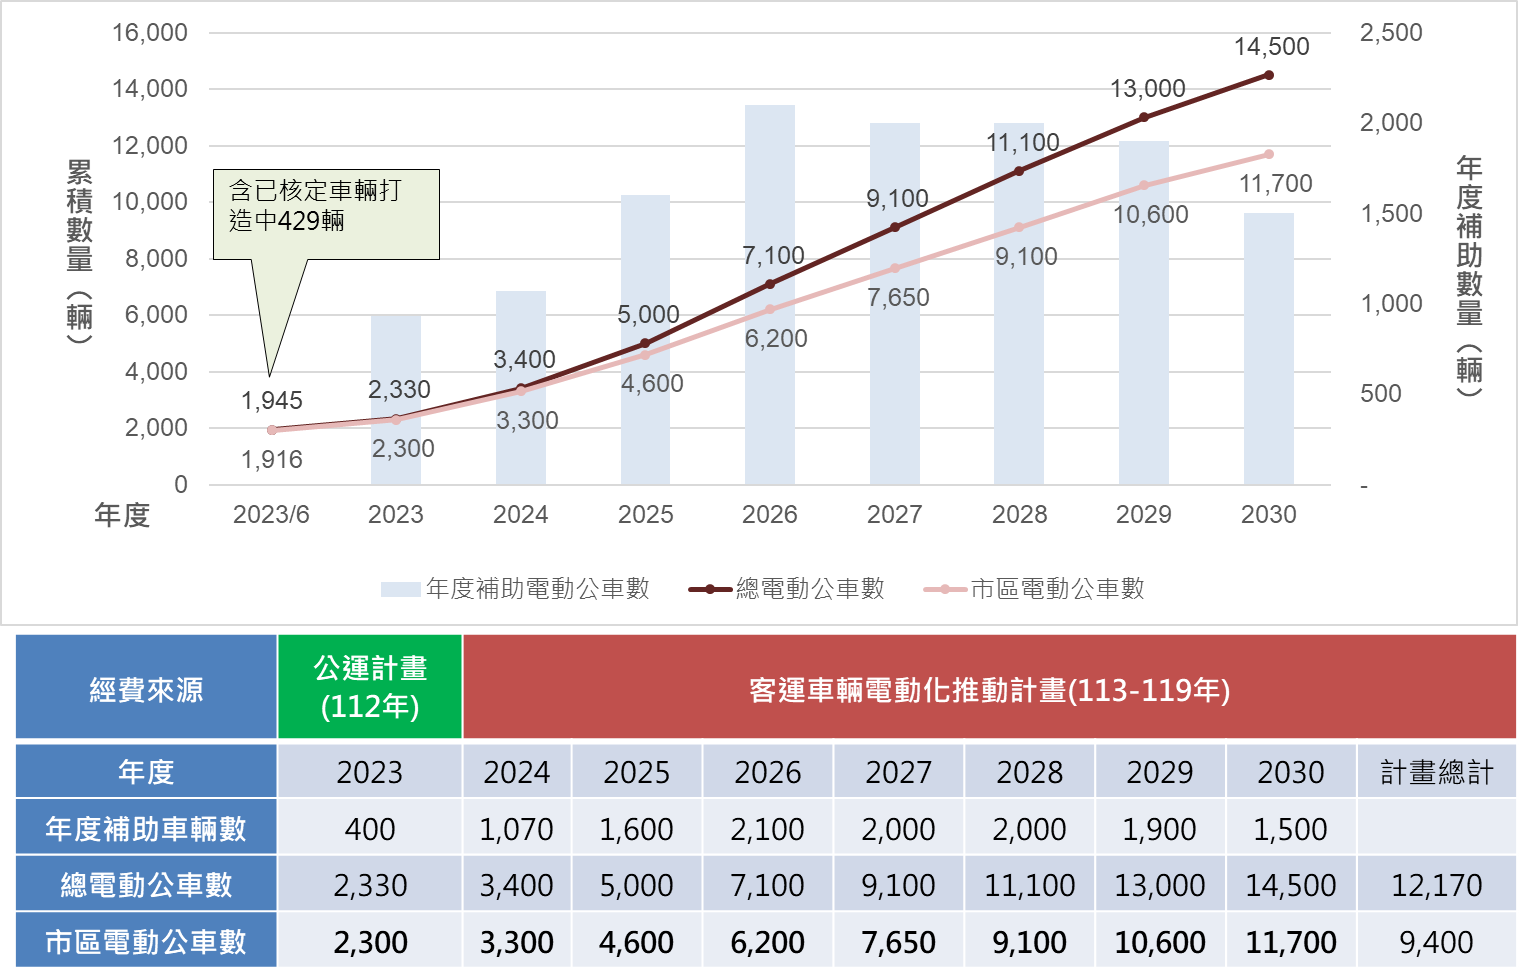 16,000
14,000
12,000
10,000
8,000
6,000
4,000
2,000
0
累積數量（輛）
2,500
2,000
1,500
1,000
500
-
年度補助數量（輛）
含已核定車輛打
造中429輛
1,945
2,330
3,400
5,000
7,100
9,100
11,100
13,000
14,500
1,916
2,300
3,300
4,600
6,200
7,650
9,100
10,600
11,700
年度
2023/6 2023 2024 2025 2026 2027 2028 2029 2030
年度補助電動公車數 總電動公車數 市區電動公車數
經費來源 公運計畫
(112年) 客運車輛電動化推動計畫(113-119年)
年度 2023 2024 2025 2026 2027 2028 2029 2030 計畫總計
年度補助車輛數 400 1,070 1,600 2,100 2,000 2,000 1,900 1,500
總電動公車數 2,330 3,400 5,000 7,100 9,100 11,100 13,000 14,500 12,170
市區電動公車數 2,300 3,300 4,600 6,200 7,650 9,100 10,600 11,700 9,400